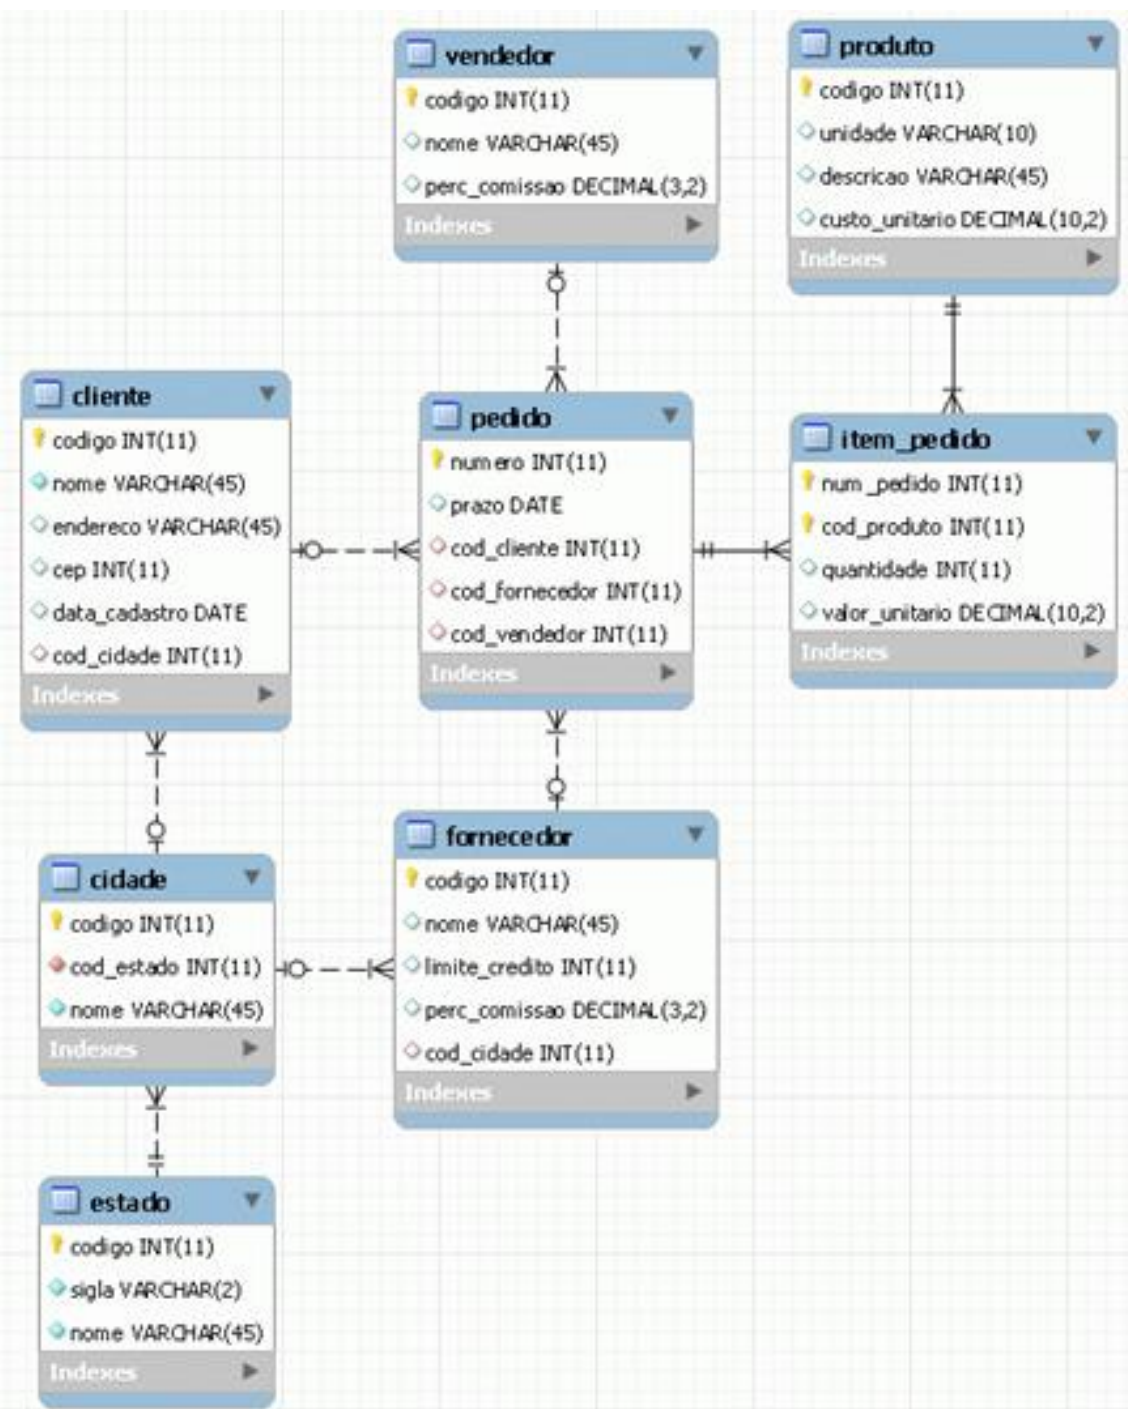 vendedor
codigo INT(11)
nome VARCHAR(45)
perc_comissao DECIMAL(3,2)
Indexes
produto
codigo INT(11)
unidade VARCHAR(10)
descricao VARCHAR(45)
custo_unitario DECIMAL(10,2)
Indexes
cliente
codigo INT(11)
nome VARCHAR(45)
endereco VARCHAR(45)
cep INT(11)
data_cadastro DATE
cod_cidade INT(11)
Indexes
pedido
numero INT(11)
prazo DATE
cod_cliente INT(11)
cod_fornecedor INT(11)
cod_vendedor INT(11)
Indexes
item_pedido
num_pedido INT(11)
cod_produto INT(11)
quantidade INT(11)
valor_unitario DECIMAL(10,2)
Indexes
cidade
codigo INT(11)
cod_estado INT(11)
nome VARCHAR(45)
Indexes
fornecedor
codigo INT(11)
nome VARCHAR(45)
limite_credito INT(11)
perc_comissao DECIMAL(3,2)
cod_cidade INT(11)
Indexes
estado
codigo INT(11)
sigla VARCHAR(2)
nome VARCHAR(45)
Indexes